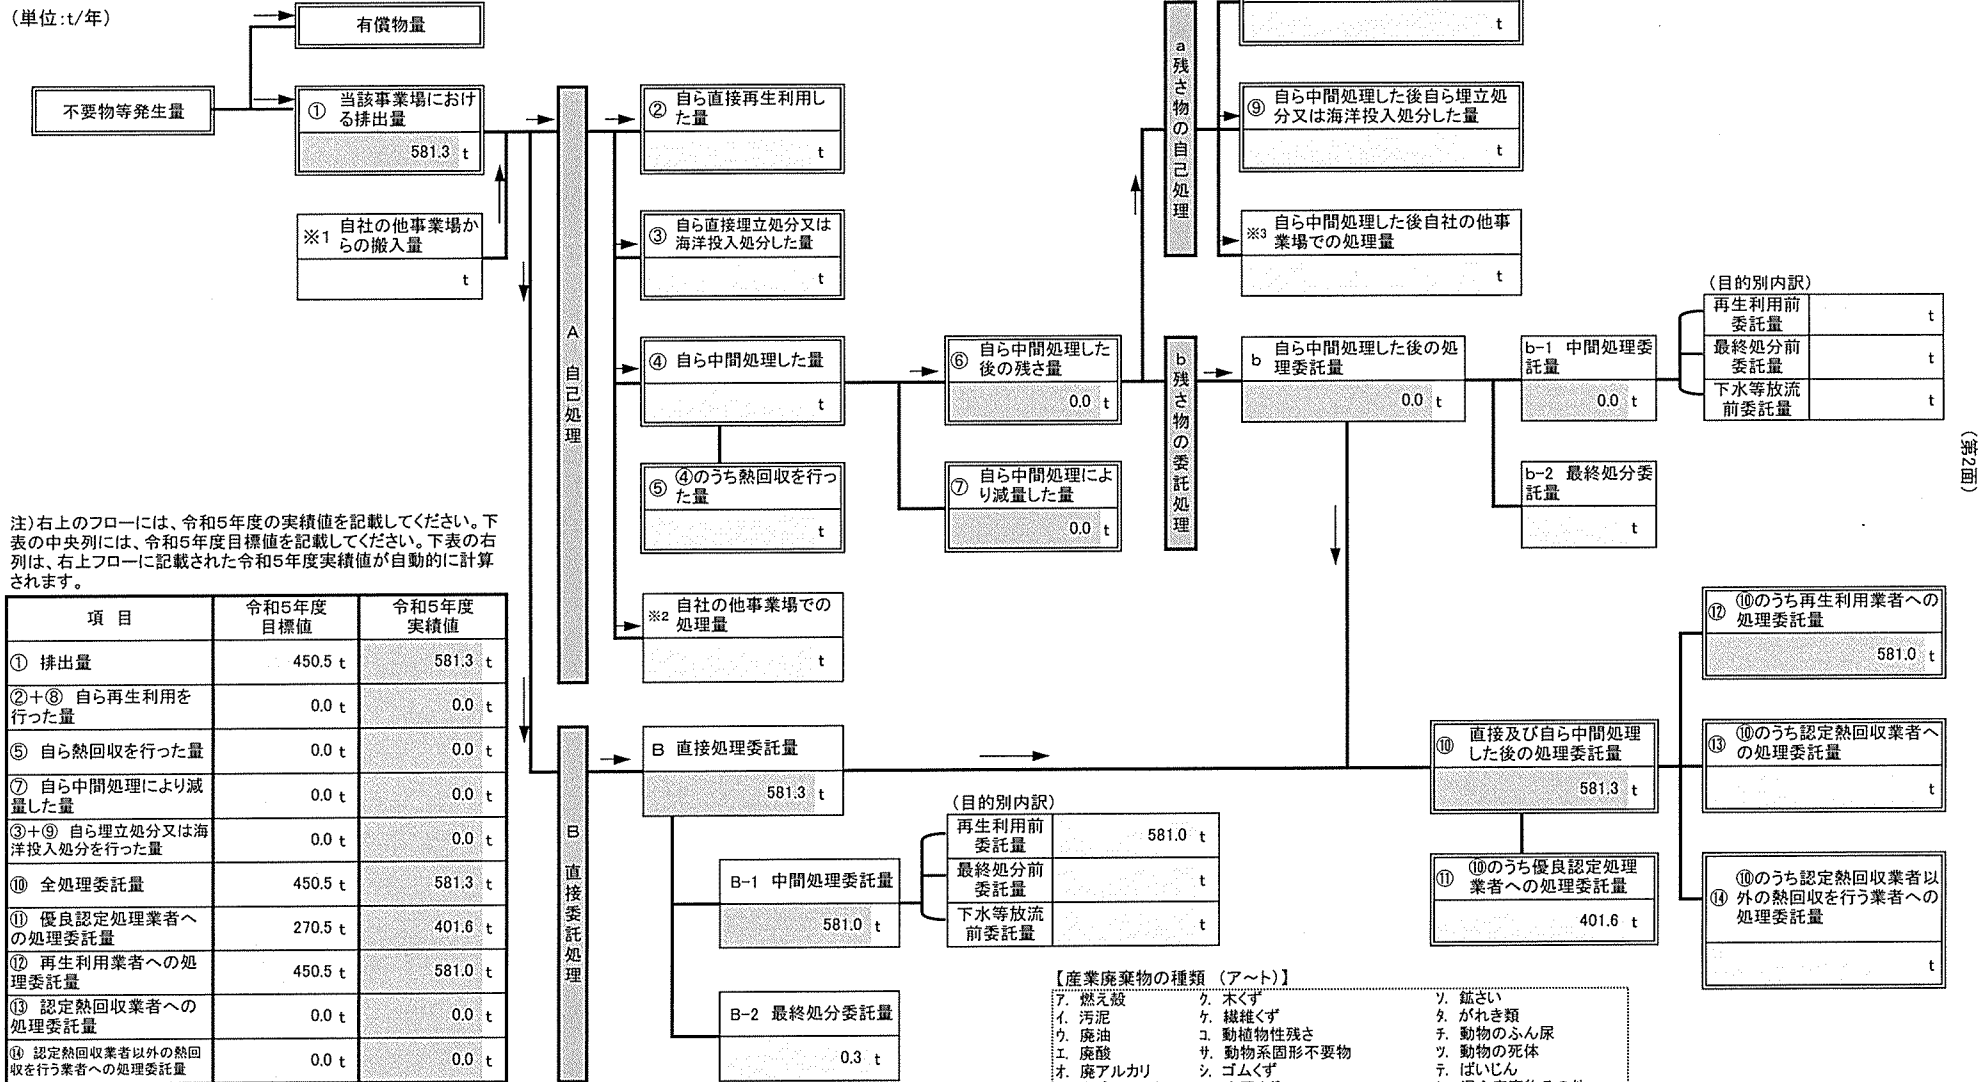 (単位:t/年)
有償物量
不要物等発生量
① 当該事業場におけ
る排出量
581.3 t
※1 自社の他事業場か
らの搬入量
t
A 自己処理
② 自ら直接再生利用し
た量
t
③ 自ら直接埋立処分又は
海洋投入処分した量
t
④ 自ら中間処理した量
t
⑤ ④のうち熱回収を行っ
た量
t
※2 自社の他事業場での
処理量
t
⑥ 自ら中間処理した
後の残さ量
0.0 t
⑦ 自ら中間処理によ
り減量した量
0.0 t
a 残さ物の自己処理
t
⑨ 自ら中間処理した後自ら埋立処
分又は海洋投入処分した量
t
※3 自ら中間処理した後自社の他事
業場での処理量
t
b 残さ物の委託処理
b 自ら中間処理した後の処
理委託量
0.0 t
b-1 中間処理委
託量
0.0 t
b-2 最終処分委
託量
t
(目的別内訳)
再生利用前
委託量
t
最終処分前
委託量
t
下水等放流
前委託量
t
(第2面)
注)右上のフローには、令和5年度の実績値を記載してください。下
表の中央列には、令和5年度目標値を記載してください。下表の右
列は、右上フローに記載された令和5年度実績値が自動的に計算
されます。
項 目 令和5年度 目標値 令和5年度 実績値
① 排出量 450.5 t 581.3 t
②+⑧ 自ら再生利用を
行った量 0.0 t 0.0 t
⑤ 自ら熱回収を行った量 0.0 t 0.0 t
⑦ 自ら中間処理により減
量した量 0.0 t 0.0 t
③+⑨ 自ら埋立処分又は海
洋投入処分を行った量 0.0 t 0.0 t
⑩ 全処理委託量 450.5 t 581.3 t
⑪ 優良認定処理業者へ
の処理委託量 270.5 t 401.6 t
⑫ 再生利用業者への処
理委託量 450.5 t 581.0 t
⑬ 認定熱回収業者への
処理委託量 0.0 t 0.0 t
⑭ 認定熱回収業者以外の熱回
収を行う業者への処理委託量 0.0 t 0.0 t
B 直接委託処理
B 直接処理委託量
581.3 t
B-1 中間処理委託量
581.0 t
B-2 最終処分委託量
0.3 t
(目的別内訳)
再生利用前
委託量
581.0 t
最終処分前
委託量
t
下水等放流
前委託量
t
⑩ 直接及び自ら中間処理
した後の処理委託量
581.3 t
⑪ ⑩のうち優良認定処理
業者への処理委託量
401.6 t
⑫ ⑩のうち再生利用業者への
処理委託量
581.0 t
⑬ ⑩のうち認定熱回収業者へ
の処理委託量
t
⑭ ⑩のうち認定熱回収業者以
外の熱回収を行う業者への
処理委託量
t
【産業廃棄物の種類 (ア〜ト)】
ア. 燃え殻 ク. 木くず ソ. 鉱さい
イ. 汚泥 ケ. 繊維くず タ. がれき類
ウ. 廃油 コ. 動植物性残さ チ. 動物のふん尿
エ. 廃酸 サ. 動物系固形不要物 ツ. 動物の死体
オ. 廃アルカリ シ. ゴムくず テ. ばいじん